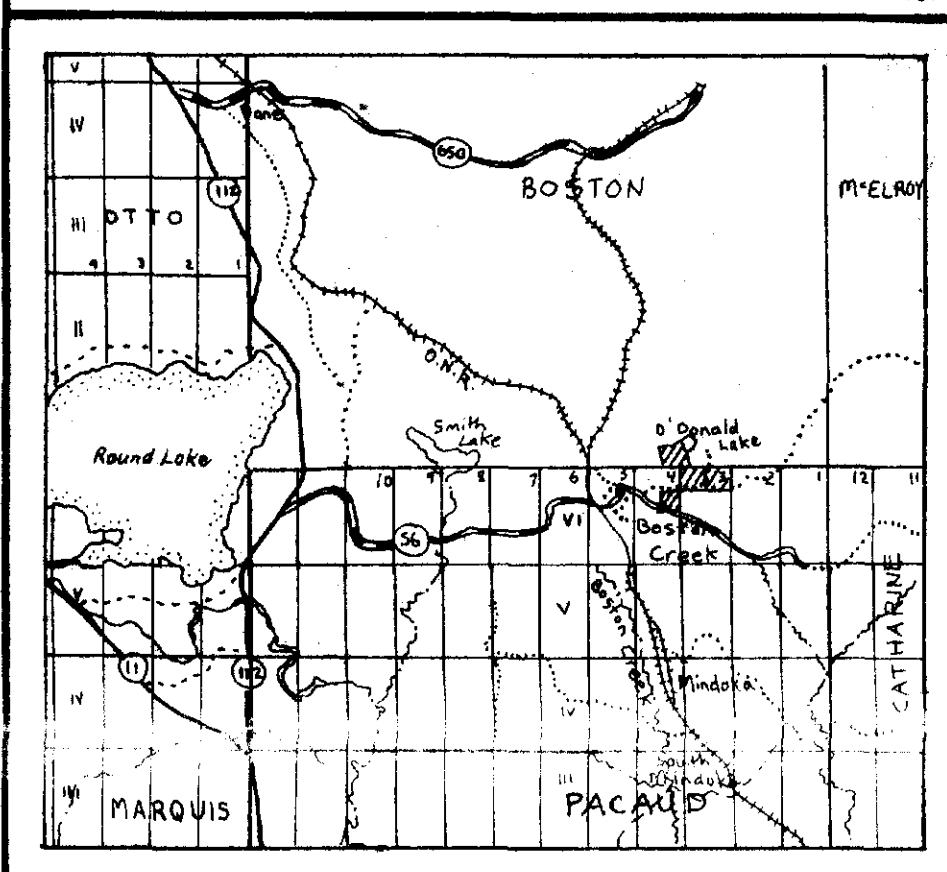 V
IV
ane
650
112
BOSTON
McELROY
III
OTTO
4 3 2 1
II
O.N.R.
Smith
Lake
O'Donald
Lake
Round Lake
10 9 8 7 6 5 4 3 2 1 12 11
VI
56
Boston
Creek
V
V
Boston Creek
CATHARINE
11
112
Mindoka
IV
IV
South
III
III
MARQUIS
PACAUD